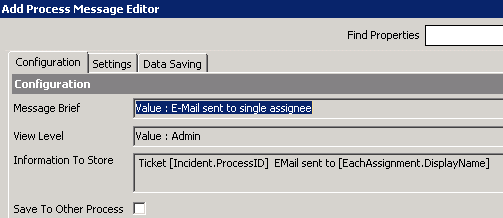 Add Process Message Editor
Find Properties
Configuration Settings Data Saving
Configuration
Message Brief Value : E-Mail sent to single assignee
View Level Value : Admin
Information To Store Ticket [Incident.ProcessID] EMail sent to [EachAssignment.DisplayName]
Save To Other Process